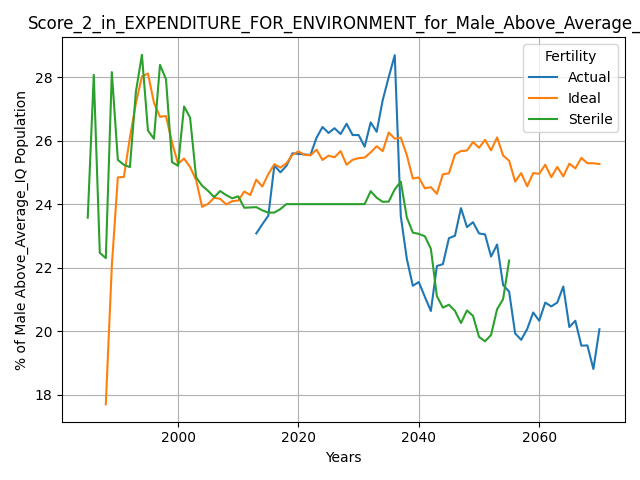 Score_2_in_EXPENDITURE_FOR_ENVIRONMENT_for_Male_Above_Average_
Fertility
Actual
Ideal
Sterile
% of Male Above_Average_IQ Population
28
26
24
22
20
18
2000
2020
2040
2060
Years